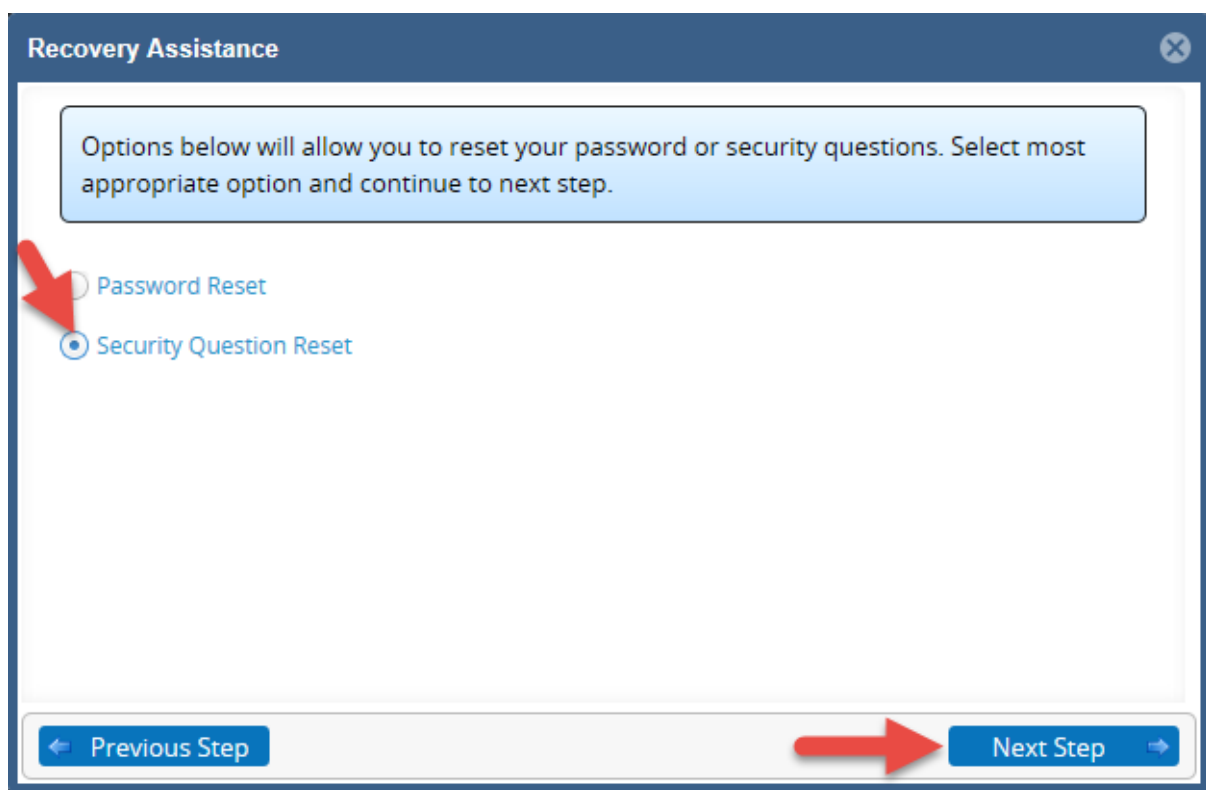 Recovery Assistance
Options below will allow you to reset your password or security questions. Select most
appropriate option and continue to next step.
Password Reset
Security Question Reset
Previous Step
Next Step